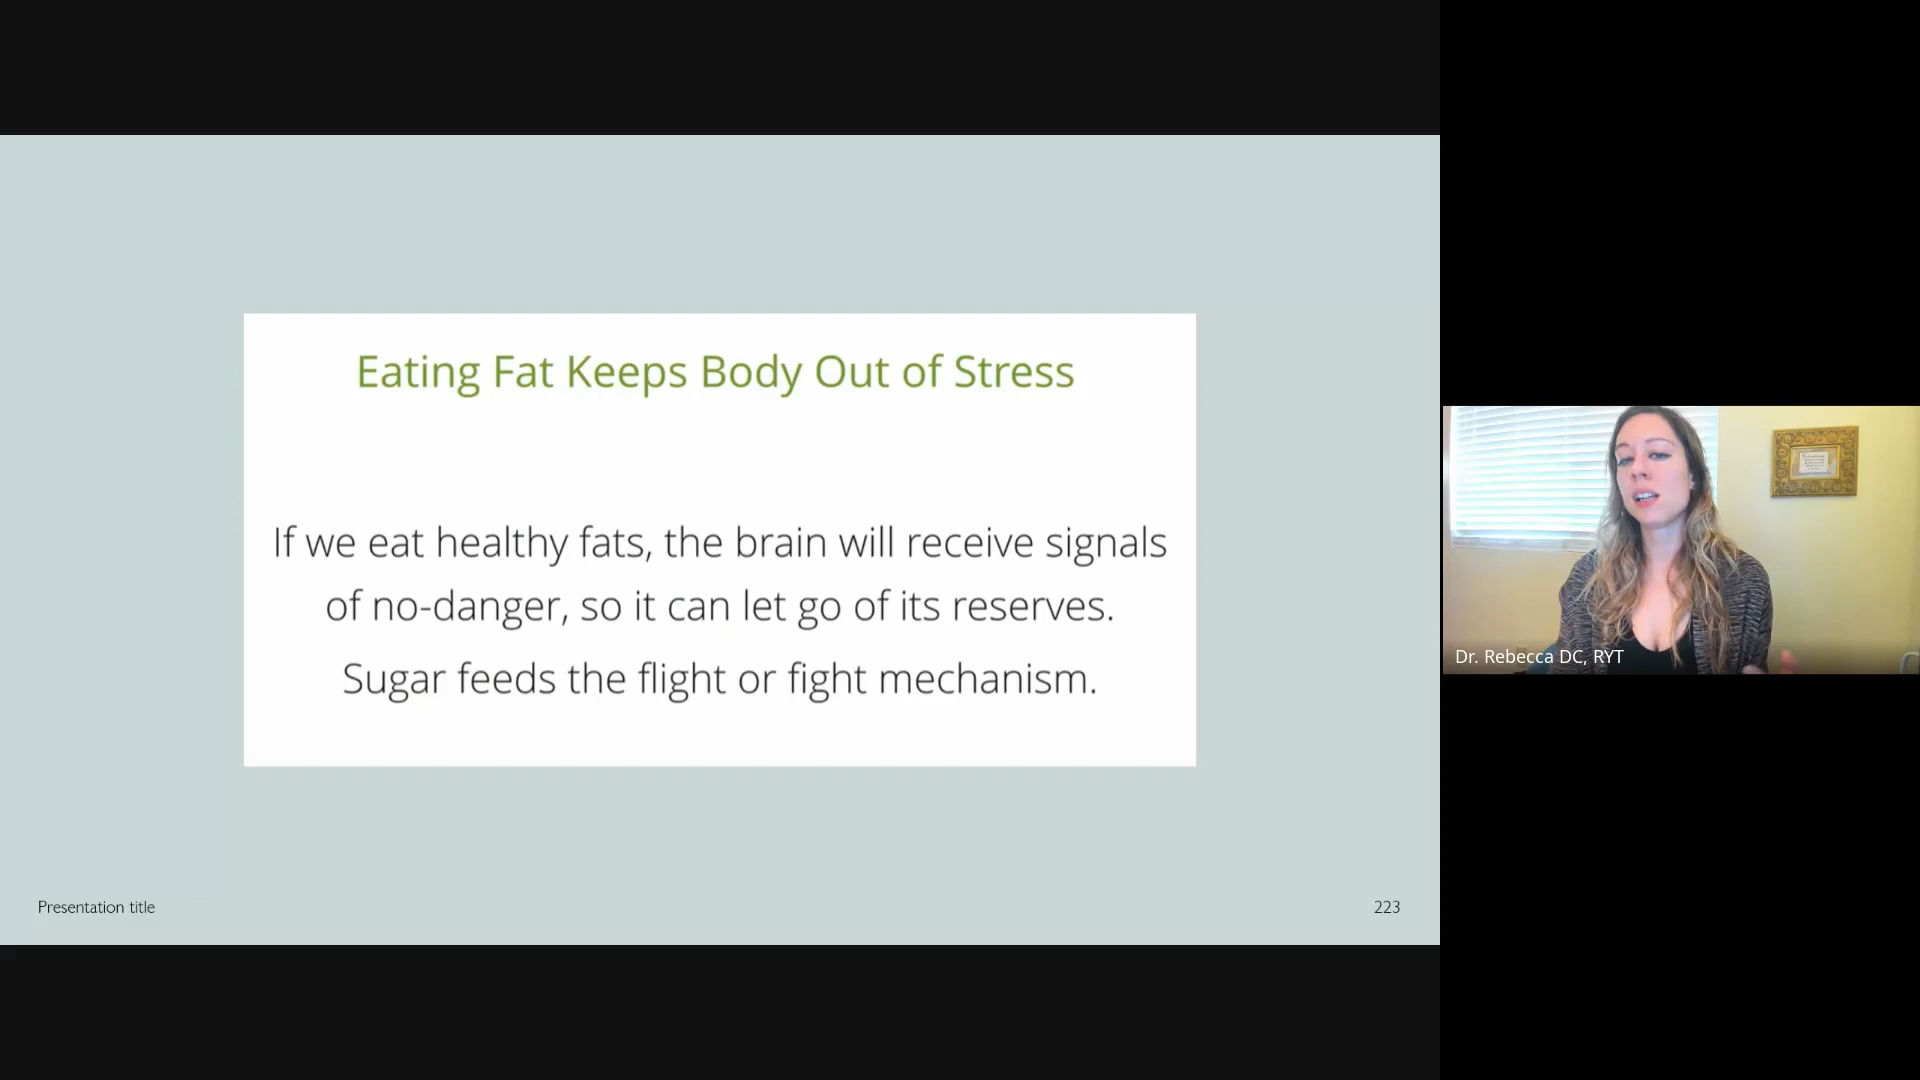 Eating Fat Keeps Body Out of Stress
If we eat healthy fats, the brain will receive signals
of no-danger, so it can let go of its reserves.
Sugar feeds the flight or fight mechanism.
Presentation title
223
Dr. Rebecca DC, RYT